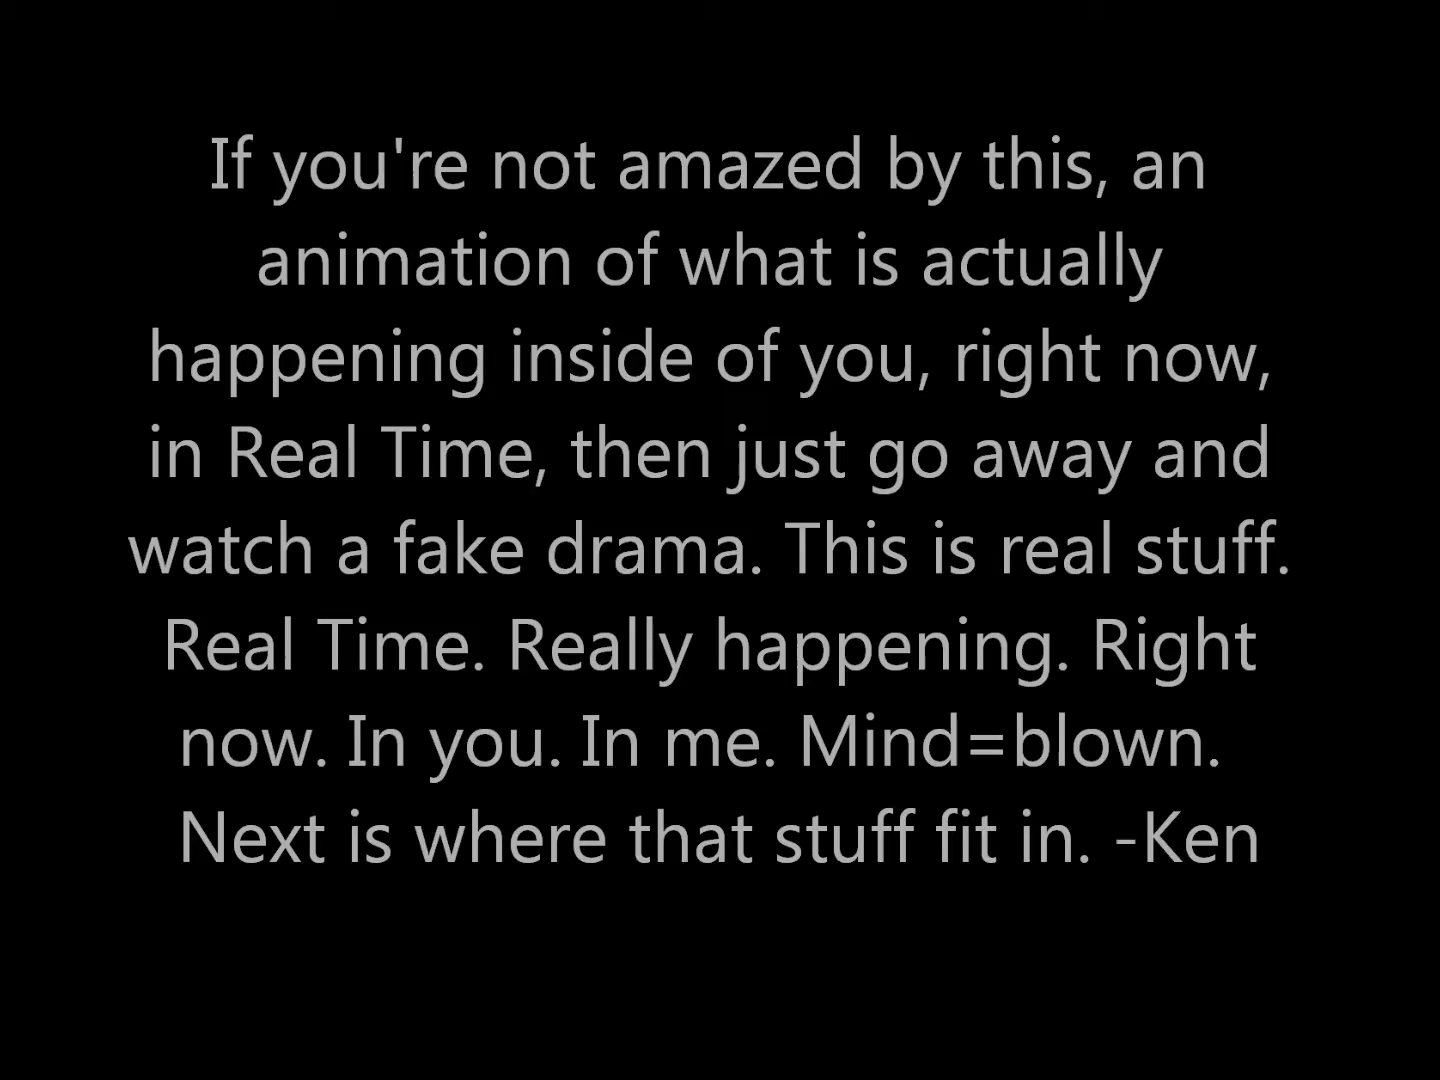 If you're not amazed by this, an
animation of what is actually
happening inside of you, right now,
in Real Time, then just go away and
watch a fake drama. This is real stuff.
Real Time. Really happening. Right
now. In you. In me. Mind=blown.
Next is where that stuff fit in. -Ken